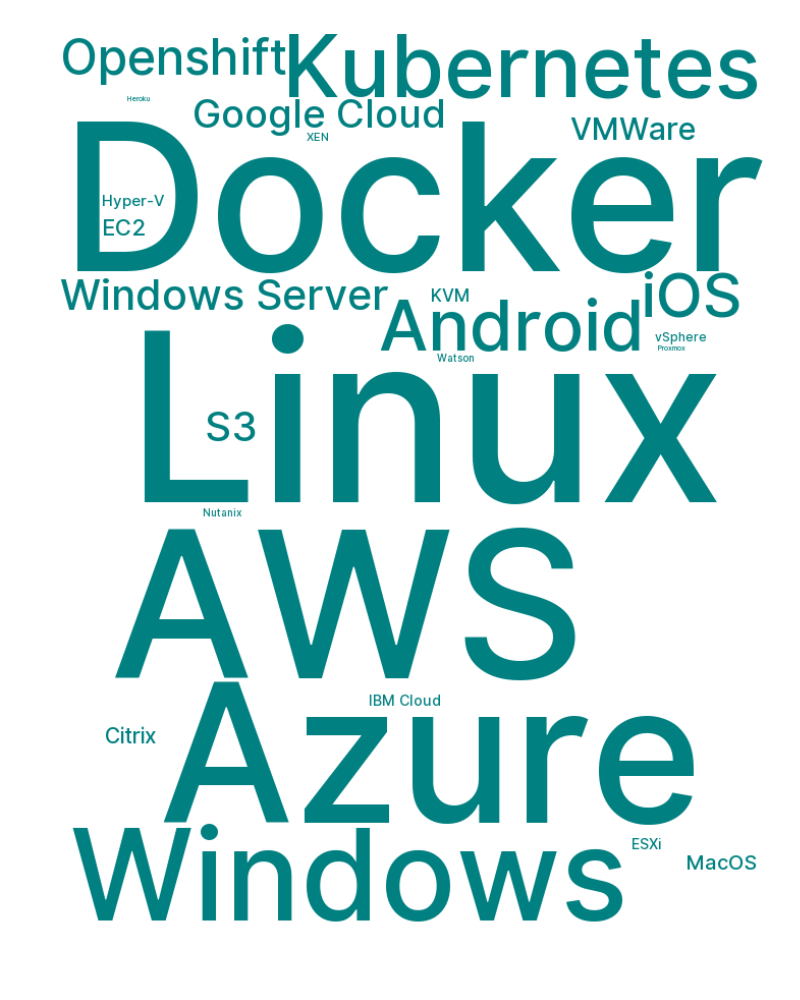 Openshift Kubernetes
Heroku
Google Cloud
VMWare
XEN
Docker
Hyper-V
EC2
Windows Server
KVM
iOS
Android
vSphere
Proxmox
Watson
Linux
S3
Nutanix
AWS
IBM Cloud
Azure
Citrix
Windows
ESXi
MacOS